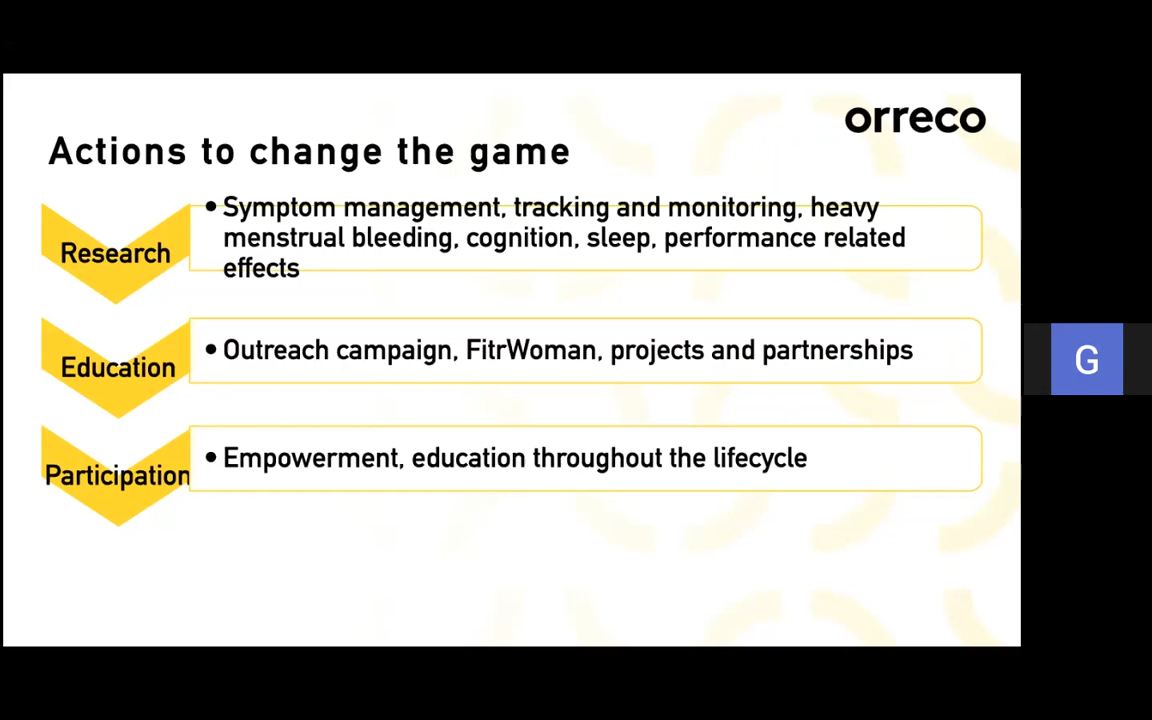 orreco
Actions to change the game
Research
• Symptom management, tracking and monitoring, heavy
menstrual bleeding, cognition, sleep, performance related
effects
Education
• Outreach campaign, FitrWoman, projects and partnerships
Participation
• Empowerment, education throughout the lifecycle
G